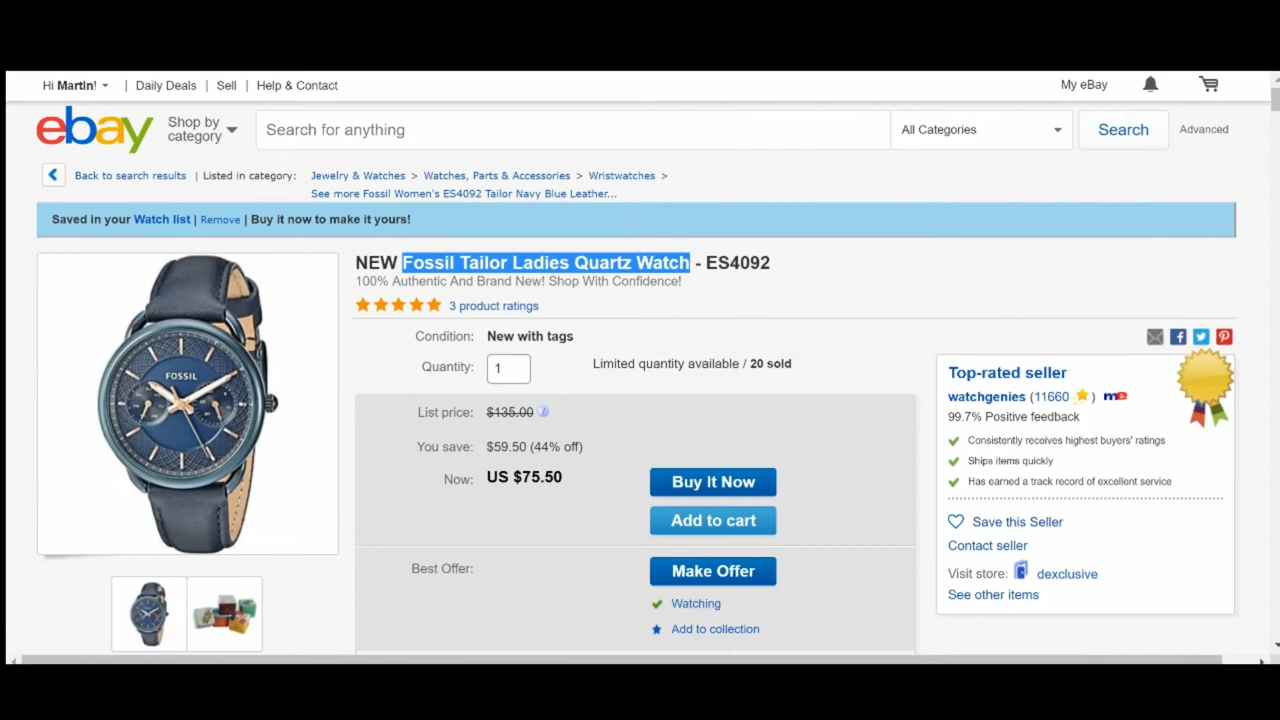 Hi Martin! | Daily Deals | Sell | Help & Contact My eBay
ebay Shop by category Search for anything All Categories Search Advanced
Back to search results | Listed in category: Jewelry & Watches > Watches, Parts & Accessories > Wristwatches >
See more Fossil Women's ES4092 Tailor Navy Blue Leather...
Saved in your Watch list | Remove | Buy it now to make it yours!
NEW Fossil Tailor Ladies Quartz Watch - ES4092
100% Authentic And Brand New! Shop With Confidence!
3 product ratings
Condition: New with tags
Quantity: 1 Limited quantity available / 20 sold
List price: $135.00
You save: $59.50 (44% off)
Now: US $75.50
Buy It Now
Add to cart
Best Offer: Make Offer
Watching
Add to collection
FOSSIL
Top-rated seller
watchgenies (11660 ) me
99.7% Positive feedback
Consistently receives highest buyers' ratings
Ships items quickly
Has earned a track record of excellent service
Save this Seller
Contact seller
Visit store: dexclusive
See other items